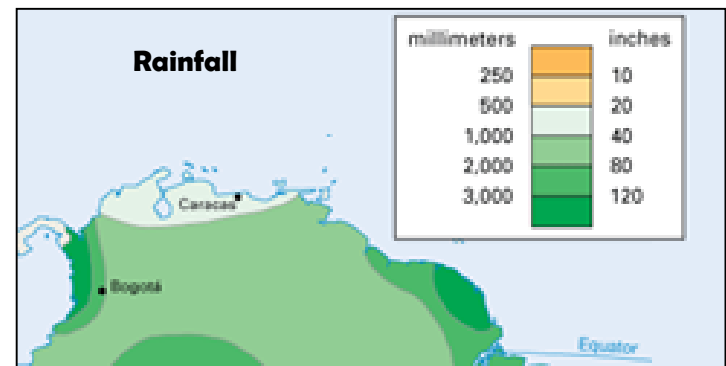 Rainfall
millimeters inches
250 10
500 20
1,000 40
2,000 80
3,000 120
Caracas
Bogotá
Equator